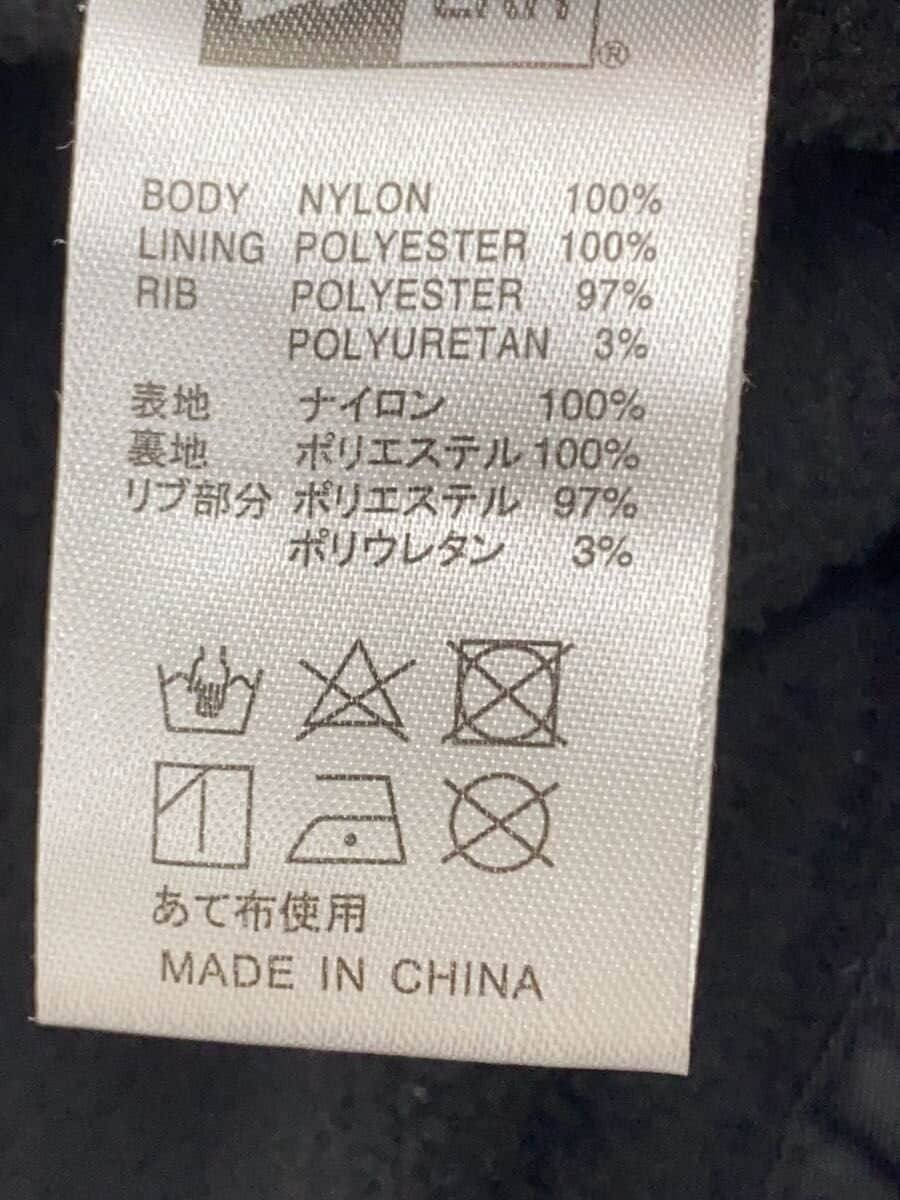 ®
BODY NYLON 100%
LINING POLYESTER 100%
RIB POLYESTER 97%
POLYURETAN 3%
表地 ナイロン 100%
裏地 ポリエステル 100%
リブ部分 ポリエステル 97%
ポリウレタン 3%
あて布使用
MADE IN CHINA